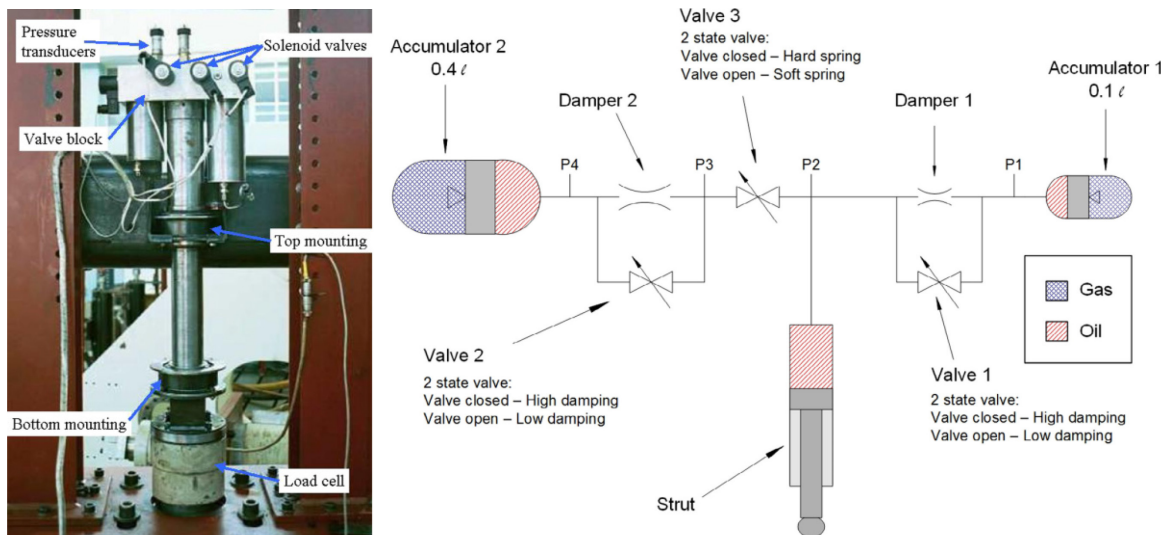 Pressure
transducers
Solenoid valves
Valve block
Top mounting
Bottom mounting
Load cell
Valve 3
2 state valve:
Valve closed – Hard spring
Valve open – Soft spring
Accumulator 2
0.4 ℓ
Accumulator 1
0.1 ℓ
Damper 2
Damper 1
P4
P3
P2
P1
Gas
Oil
Valve 2
2 state valve:
Valve closed – High damping
Valve open – Low damping
Valve 1
2 state valve:
Valve closed – High damping
Valve open – Low damping
Strut